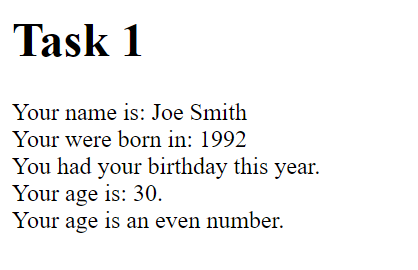 Task 1
Your name is: Joe Smith
Your were born in: 1992
You had your birthday this year.
Your age is: 30.
Your age is an even number.